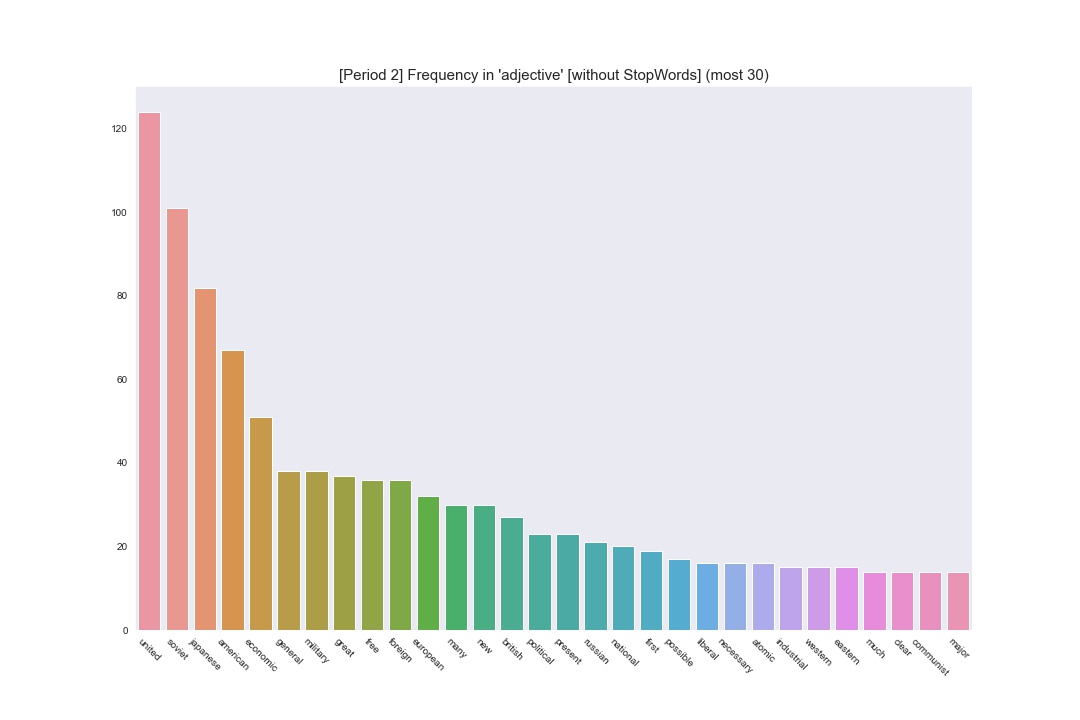 [Period 2] Frequency in 'adjective' [without StopWords] (most 30)
120
100
80
60
40
20
0
united
soviet
japanese
american
economic
general
military
great
free
foreign
european
many
new
british
political
present
russian
national
first
possible
liberal
necessary
atomic
industrial
western
eastern
much
clear
communist
major